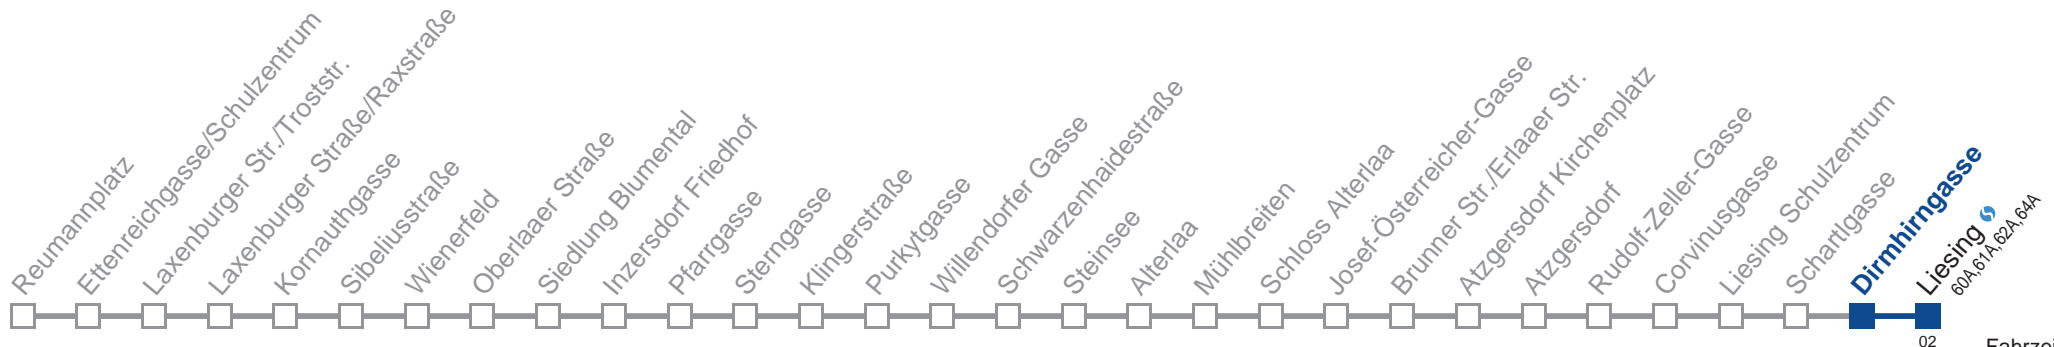 Reumannplatz
Ettenreichgasse/Schulzentrum
Laxenburger Str./Troststr.
Laxenburger Straße/Raxstraße
Kornauthgasse
Sibeliusstraße
Wienerfeld
Oberlaaer Straße
Siedlung Blumental
Inzersdorf Friedhof
Pfarrgasse
Sterngasse
Klingerstraße
Purkytgasse
Willendorfer Gasse
Schwarzenhaidestraße
Steinsee
Alterlaa
Mühlbreiten
Schloss Alterlaa
Josef-Österreicher-Gasse
Brunner Str./Erlaaer Str.
Atzgersdorf Kirchenplatz
Atzgersdorf
Rudolf-Zeller-Gasse
Corvinusgasse
Liesing Schulzentrum
Schartlgasse
Dirmhirngasse
Liesing
60A,61A,62A,64A
02